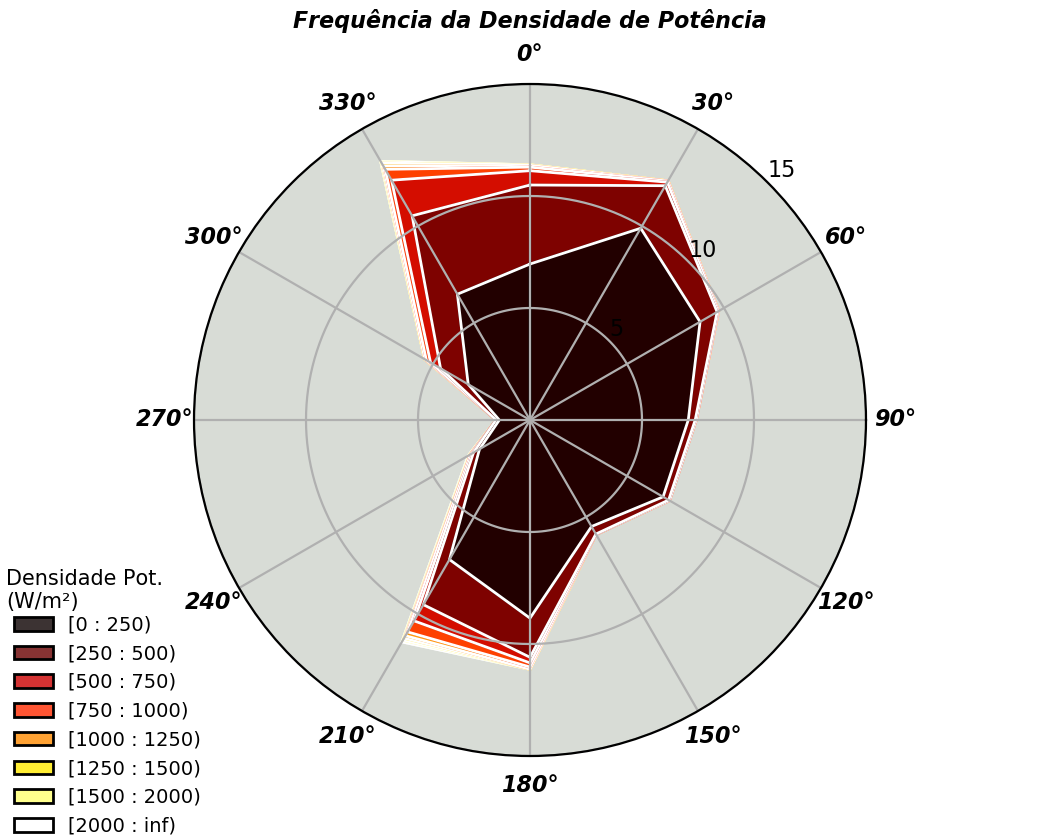 Frequência da Densidade de Potência
0°
330°
30°
15
300°
10
60°
5
270°
90°
240°
120°
210°
150°
180°
Densidade Pot.
(W/m²)
[0 : 250)
[250 : 500)
[500 : 750)
[750 : 1000)
[1000 : 1250)
[1250 : 1500)
[1500 : 2000)
[2000 : inf)